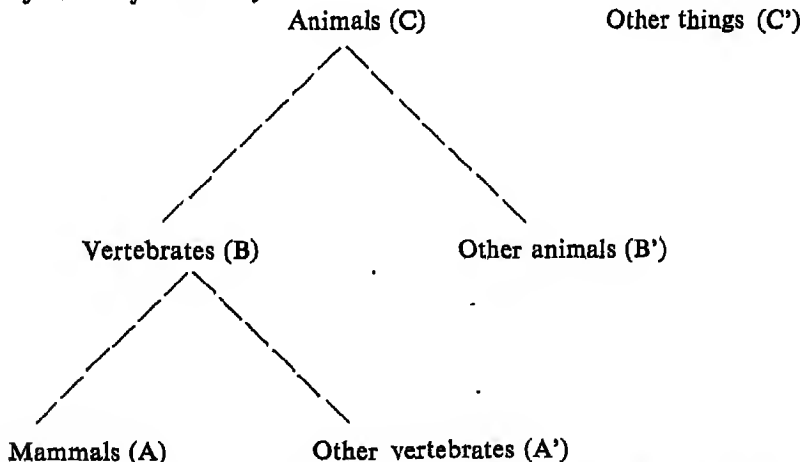 Animals (C) Other things (C')
Vertebrates (B) Other animals (B')
Mammals (A) Other vertebrates (A')